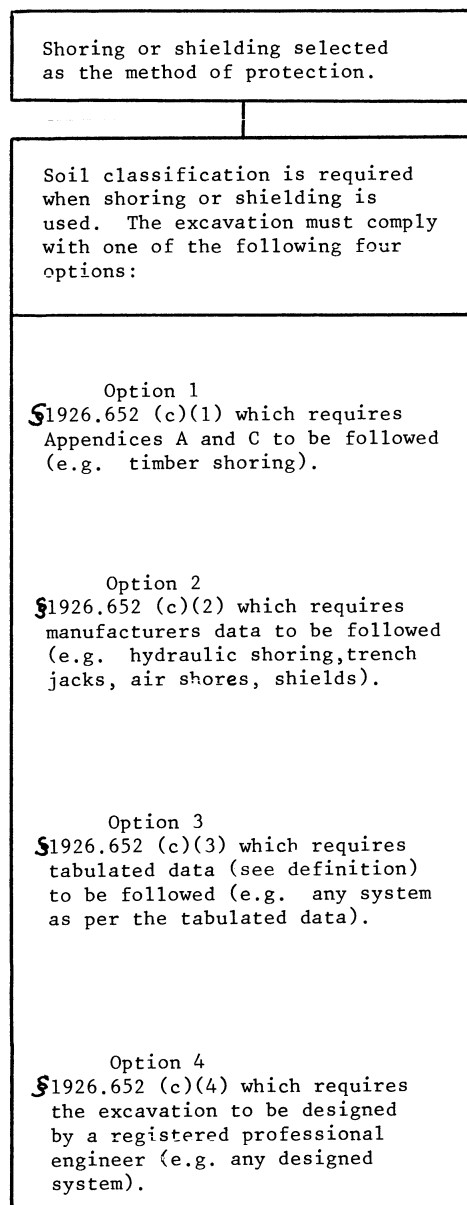 Shoring or shielding selected
as the method of protection.
Soil classification is required
when shoring or shielding is
used. The excavation must comply
with one of the following four
options:
Option 1
§1926.652 (c)(1) which requires
Appendices A and C to be followed
(e.g. timber shoring).
Option 2
§1926.652 (c)(2) which requires
manufacturers data to be followed
(e.g. hydraulic shoring,trench
jacks, air shores, shields).
Option 3
§1926.652 (c)(3) which requires
tabulated data (see definition)
to be followed (e.g. any system
as per the tabulated data).
Option 4
§1926.652 (c)(4) which requires
the excavation to be designed
by a registered professional
engineer (e.g. any designed
system).